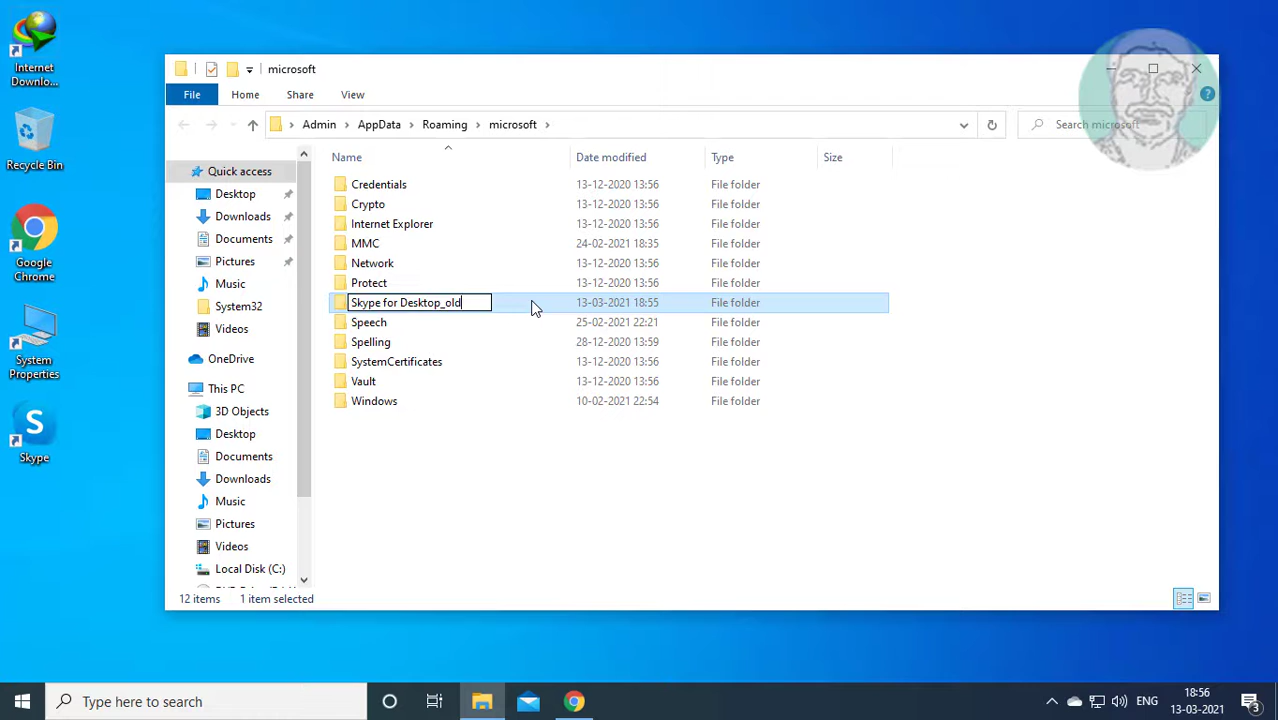 Internet
Downlo...
Recycle Bin
Google
Chrome
System
Properties
Skype
microsoft
File Home Share View
Admin > AppData > Roaming > microsoft >
Search microsoft
Quick access
Desktop
Downloads
Documents
Pictures
Music
System32
Videos
OneDrive
This PC
3D Objects
Desktop
Documents
Downloads
Music
Pictures
Videos
Local Disk (C:)
Name Date modified Type Size
Credentials 13-12-2020 13:56 File folder
Crypto 13-12-2020 13:56 File folder
Internet Explorer 13-12-2020 13:56 File folder
MMC 24-02-2021 18:35 File folder
Network 13-12-2020 13:56 File folder
Protect 13-12-2020 13:56 File folder
Skype for Desktop_old 13-03-2021 18:55 File folder
Speech 25-02-2021 22:21 File folder
Spelling 28-12-2020 13:59 File folder
SystemCertificates 13-12-2020 13:56 File folder
Vault 13-12-2020 13:56 File folder
Windows 10-02-2021 22:54 File folder
12 items 1 item selected
Type here to search
ENG
18:56
13-03-2021
3